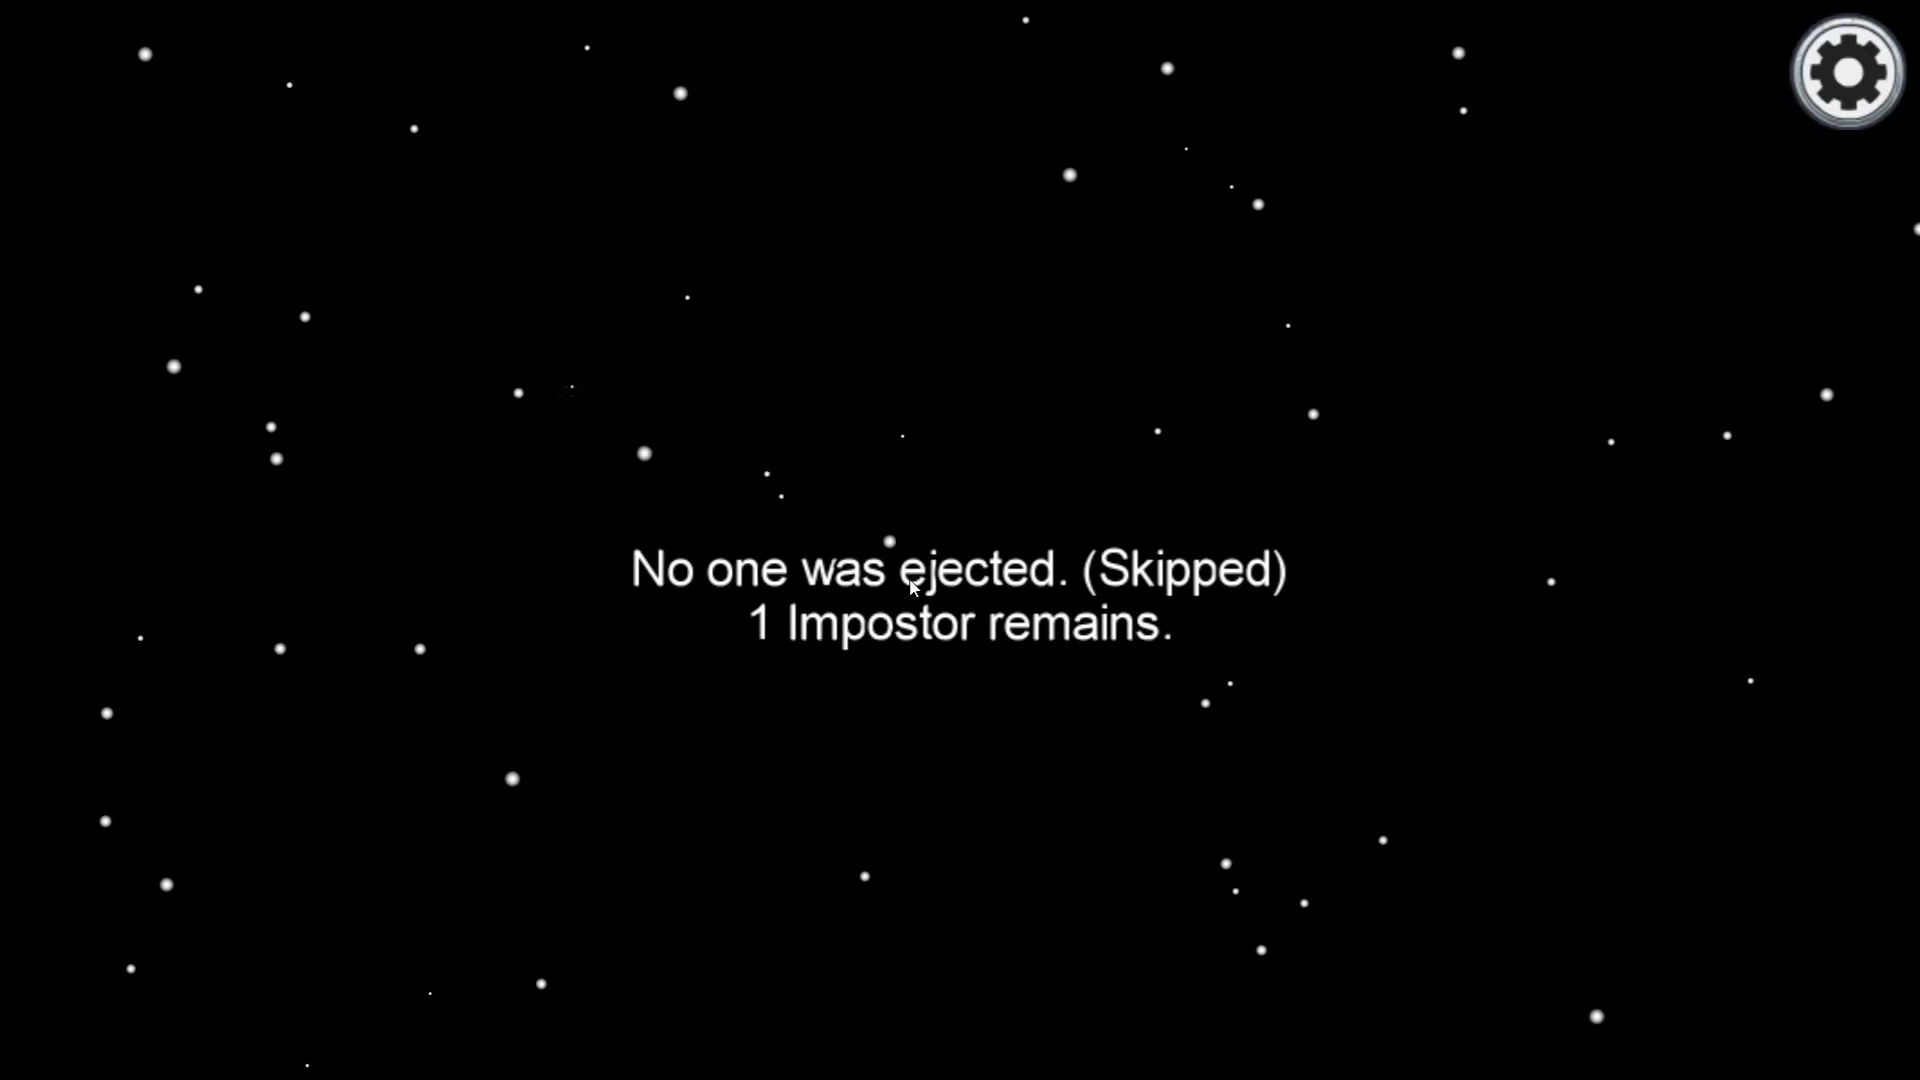 No one was ejected. (Skipped)
1 Impostor remains.